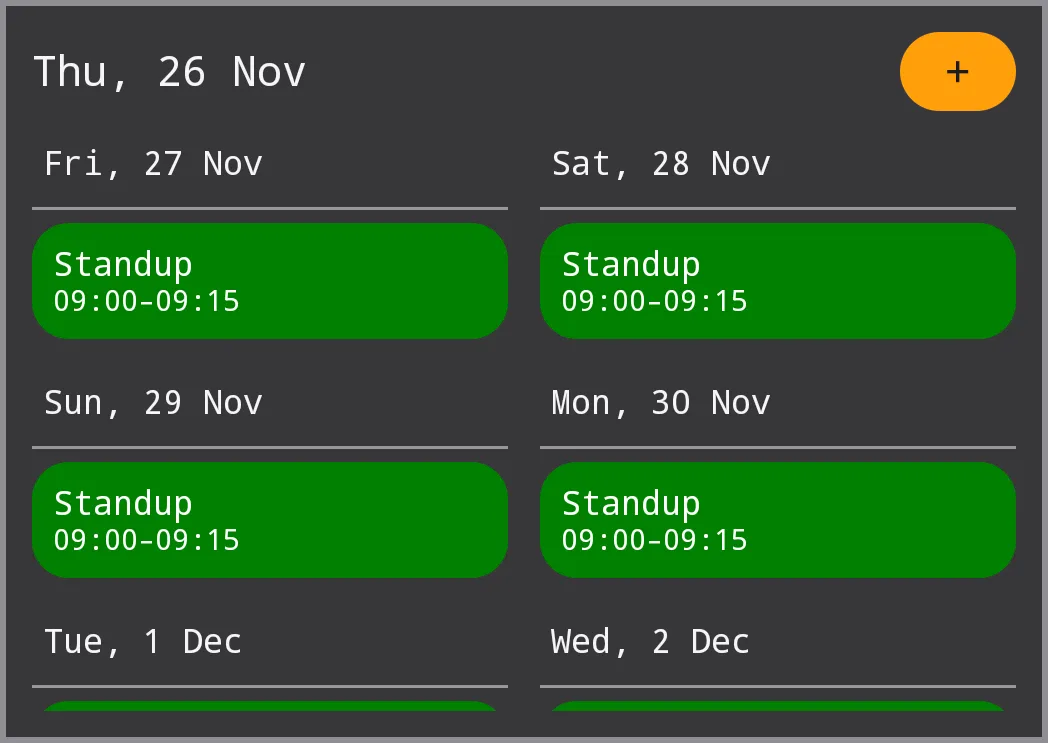 Thu, 26 Nov
+
Fri, 27 Nov
Sat, 28 Nov
Standup
09:00–09:15
Standup
09:00–09:15
Sun, 29 Nov
Mon, 30 Nov
Standup
09:00–09:15
Standup
09:00–09:15
Tue, 1 Dec
Wed, 2 Dec